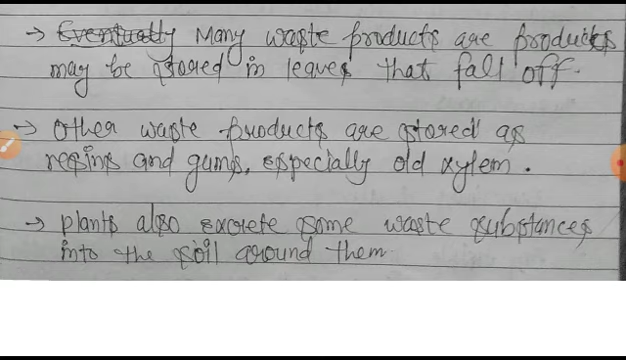 → Eventually Many waste products are products
may be stored in leaves that fall off.
→ Other waste products are stored as
resins and gums, especially old xylem.
→ plants also excrete some waste substances
into the soil around them.